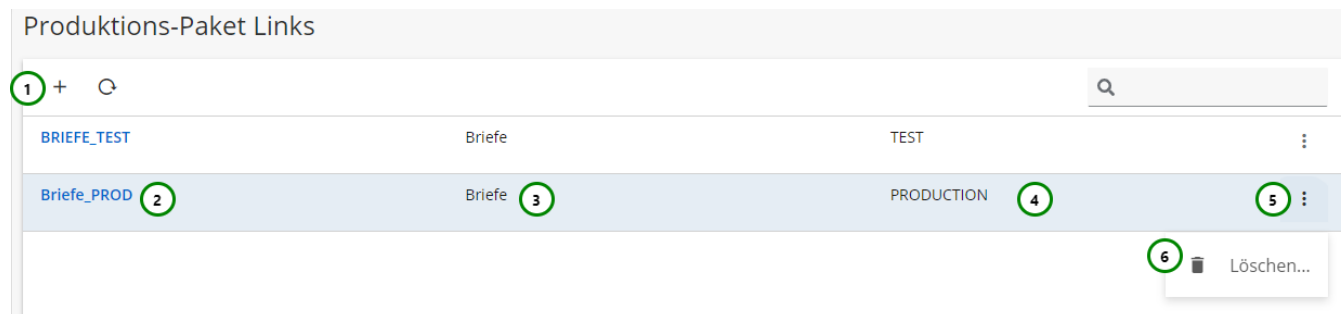 Produktions-Paket Links
1 +
BRIEFE_TEST Briefe TEST
Briefe_PROD 2 Briefe 3 PRODUCTION 4 5
6 Löschen...